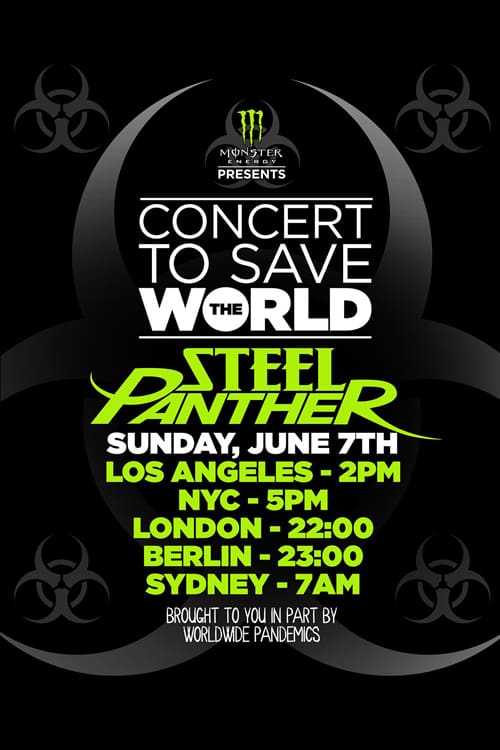 MONSTER
ENERGY
PRESENTS
CONCERT
TO SAVE
THE
WORLD
STEEL
PANTHER
SUNDAY, JUNE 7TH
LOS ANGELES - 2PM
NYC - 5PM
LONDON - 22:00
BERLIN - 23:00
SYDNEY - 7AM
BROUGHT TO YOU IN PART BY
WORLDWIDE PANDEMICS